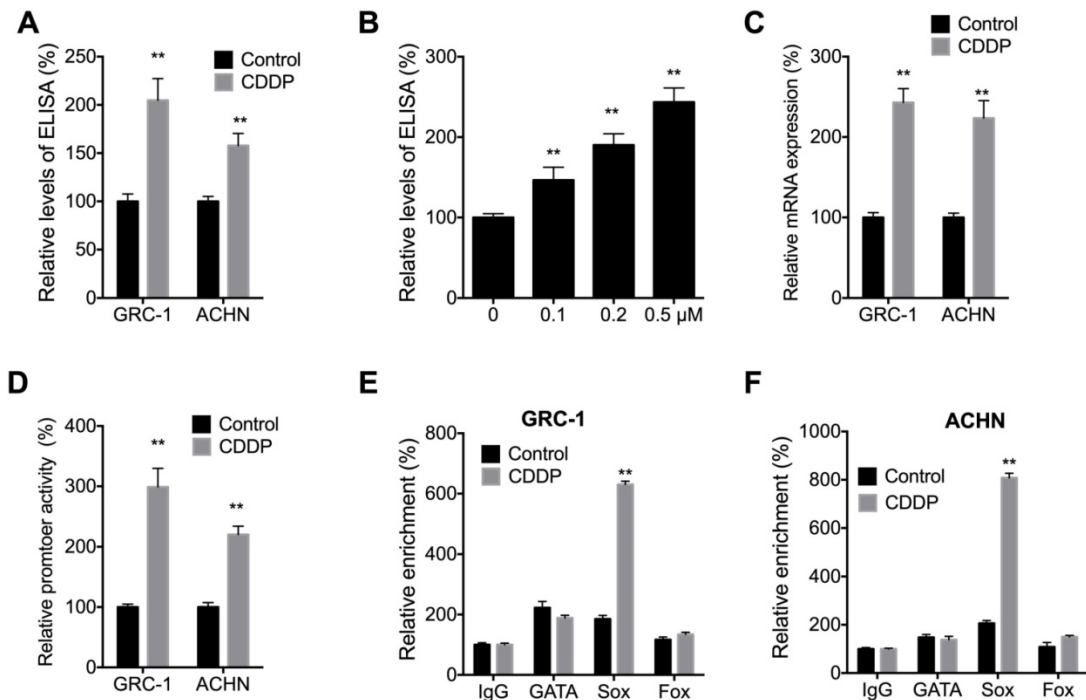 A
Relative levels of ELISA (%)
250
200
150
100
50
0
**
**
Control
CDDP
GRC-1 ACHN
B
Relative levels of ELISA (%)
300
200
100
0
**
**
**
0 0.1 0.2 0.5 µM
C
Relative mRNA expression (%)
300
200
100
0
**
**
Control
CDDP
GRC-1 ACHN
D
Relative promtoer activity (%)
400
300
200
100
0
**
**
Control
CDDP
GRC-1 ACHN
E
GRC-1
Relative enrichment (%)
800
600
400
200
0
Control
CDDP
**
IgG GATA Sox Fox
F
ACHN
Relative enrichment (%)
1000
800
600
400
200
0
Control
CDDP
**
IgG GATA Sox Fox